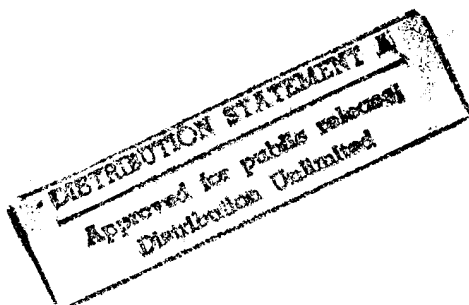 DISTRIBUTION STATEMENT A
Approved for public release;
Distribution Unlimited